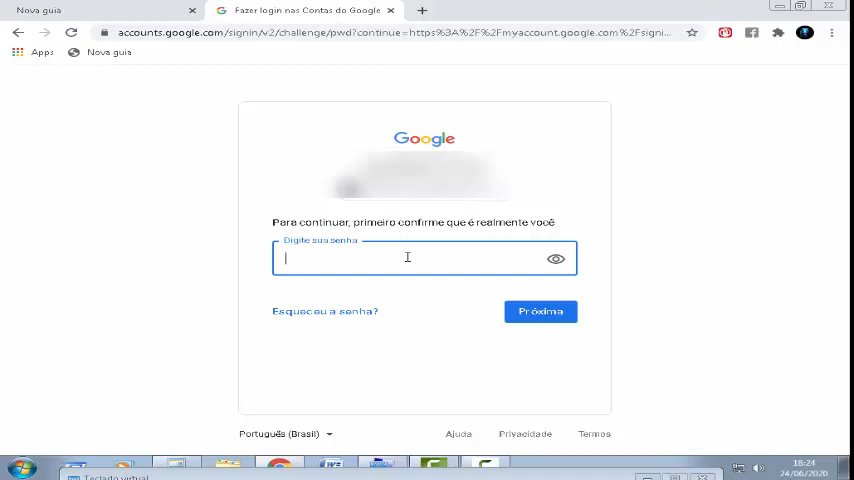 Nova guia
Fazer login nas Contas do Google
accounts.google.com/signin/v2/challenge/pwd?continue=https%3A%2F%2Fmyaccount.google.com%2Fsigni...
Apps
Nova guia
Google
Para continuar, primeiro confirme que é realmente você
Digite sua senha
Esqueceu a senha?
Próxima
Português (Brasil)
Ajuda
Privacidade
Termos
18:24
24/06/2020
Teclado virtual